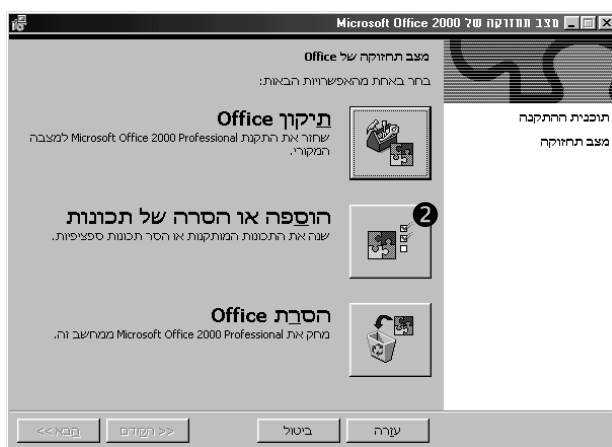 מצב תחזוקה של Microsoft Office 2000
מצב תחזוקה של Office
בחר באחת מהאפשרויות הבאות:
תוכנית ההתקנה
מצב תחזוקה
תיקון Office
שחזר את התקנת Microsoft Office 2000 Professional למצבה
המקורי.
2
הוספה או הסרה של תכונות
שנה את התכונות המותקנות או הסר תכונות ספציפיות.
הסרת Office
מחק את Microsoft Office 2000 Professional ממחשב זה.
עזרה
ביטול
<< הקודם
הבא >>